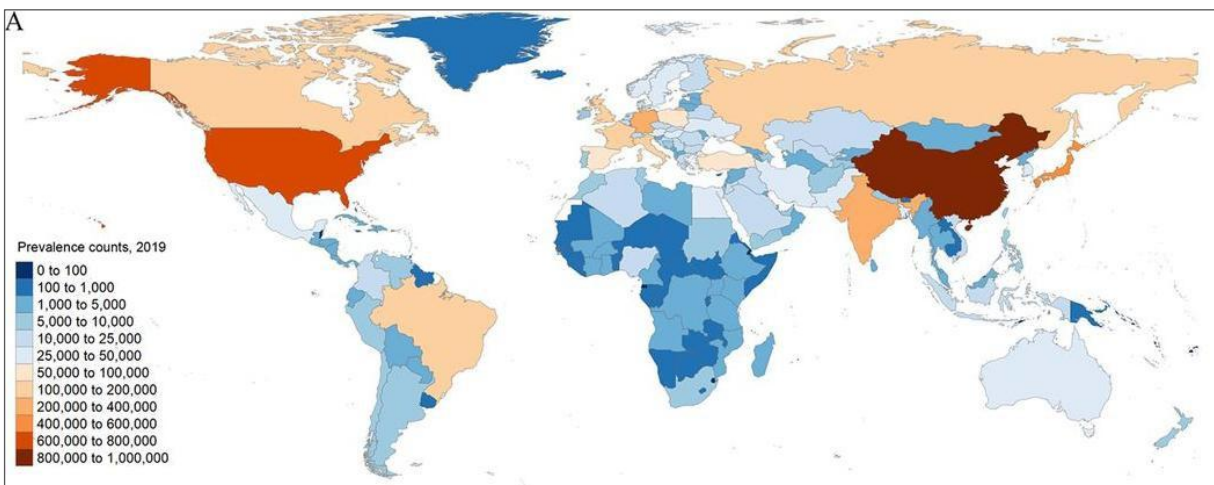 A
Prevalence counts, 2019
0 to 100
100 to 1,000
1,000 to 5,000
5,000 to 10,000
10,000 to 25,000
25,000 to 50,000
50,000 to 100,000
100,000 to 200,000
200,000 to 400,000
400,000 to 600,000
600,000 to 800,000
800,000 to 1,000,000